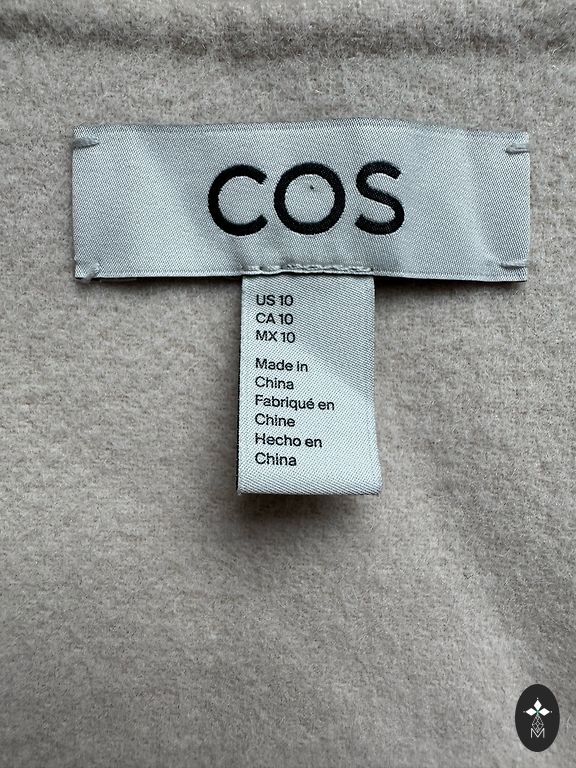 COS
US 10
CA 10
MX 10
Made in
China
Fabriqué en
Chine
Hecho en
China
M